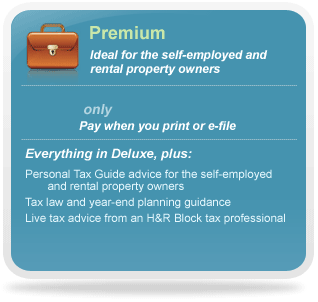 Premium
Ideal for the self-employed and
rental property owners
only
Pay when you print or e-file
Everything in Deluxe, plus:
Personal Tax Guide advice for the self-employed
and rental property owners
Tax law and year-end planning guidance
Live tax advice from an H&R Block tax professional